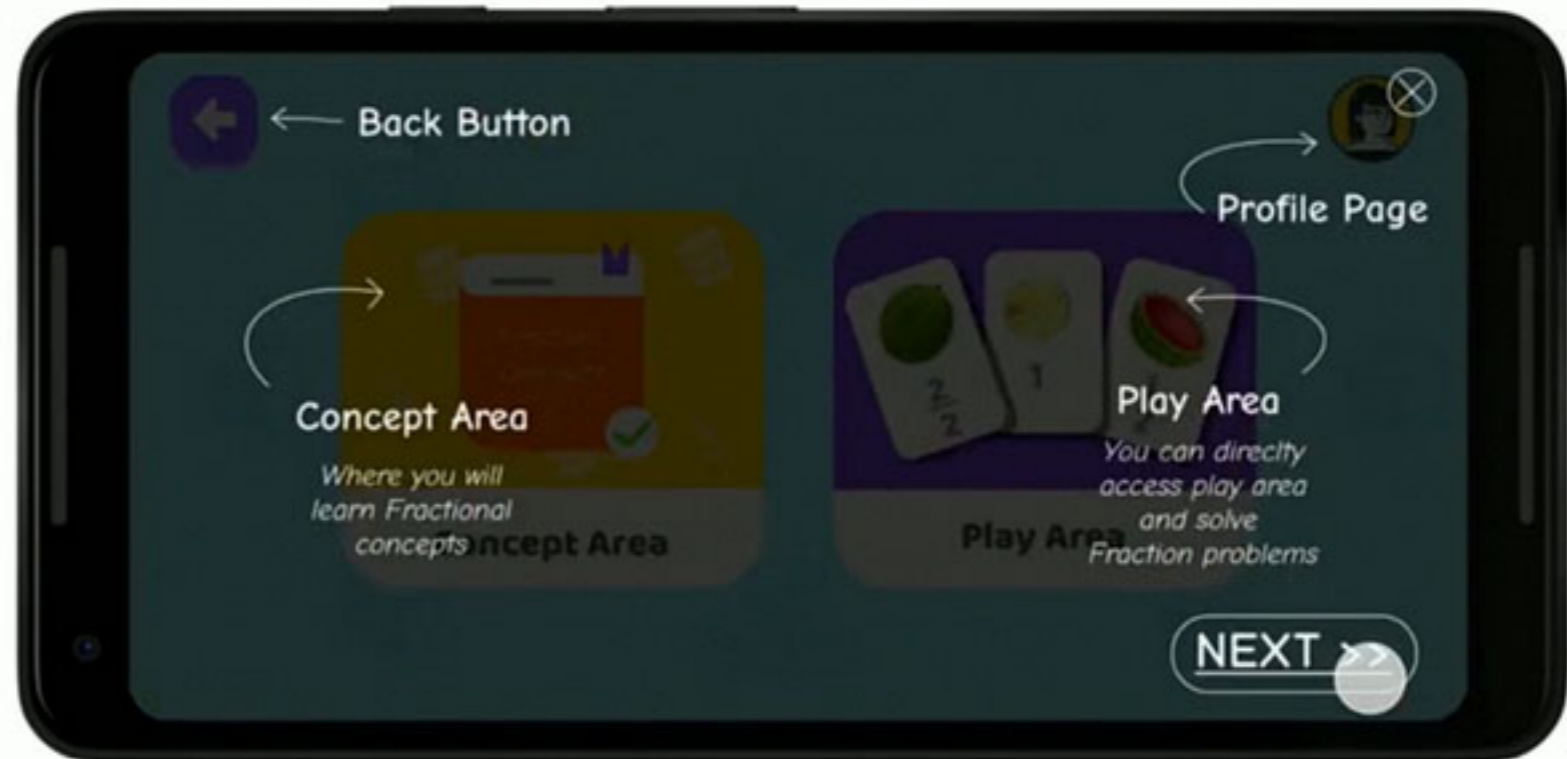 Back Button
Profile Page
Concept Area
Where you will
learn Fractional
concepts
Concept Area
2/2
1
Play Area
You can direclty
access play area
and solve
Fraction problems
Play Area
NEXT >>